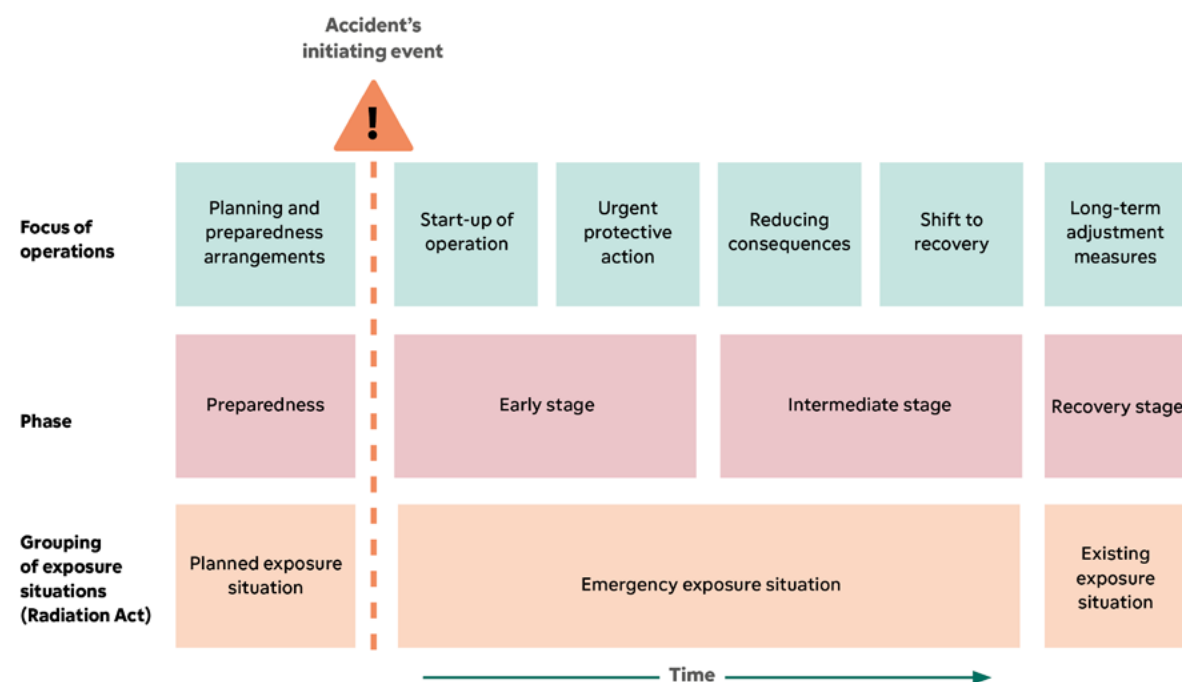 Accident's
initiating event
!
Focus of
operations
Planning and
preparedness
arrangements
Start-up of
operation
Urgent
protective
action
Reducing
consequences
Shift to
recovery
Long-term
adjustment
measures
Phase
Preparedness
Early stage
Intermediate stage
Recovery stage
Grouping
of exposure
situations
(Radiation Act)
Planned exposure
situation
Emergency exposure situation
Existing
exposure
situation
Time